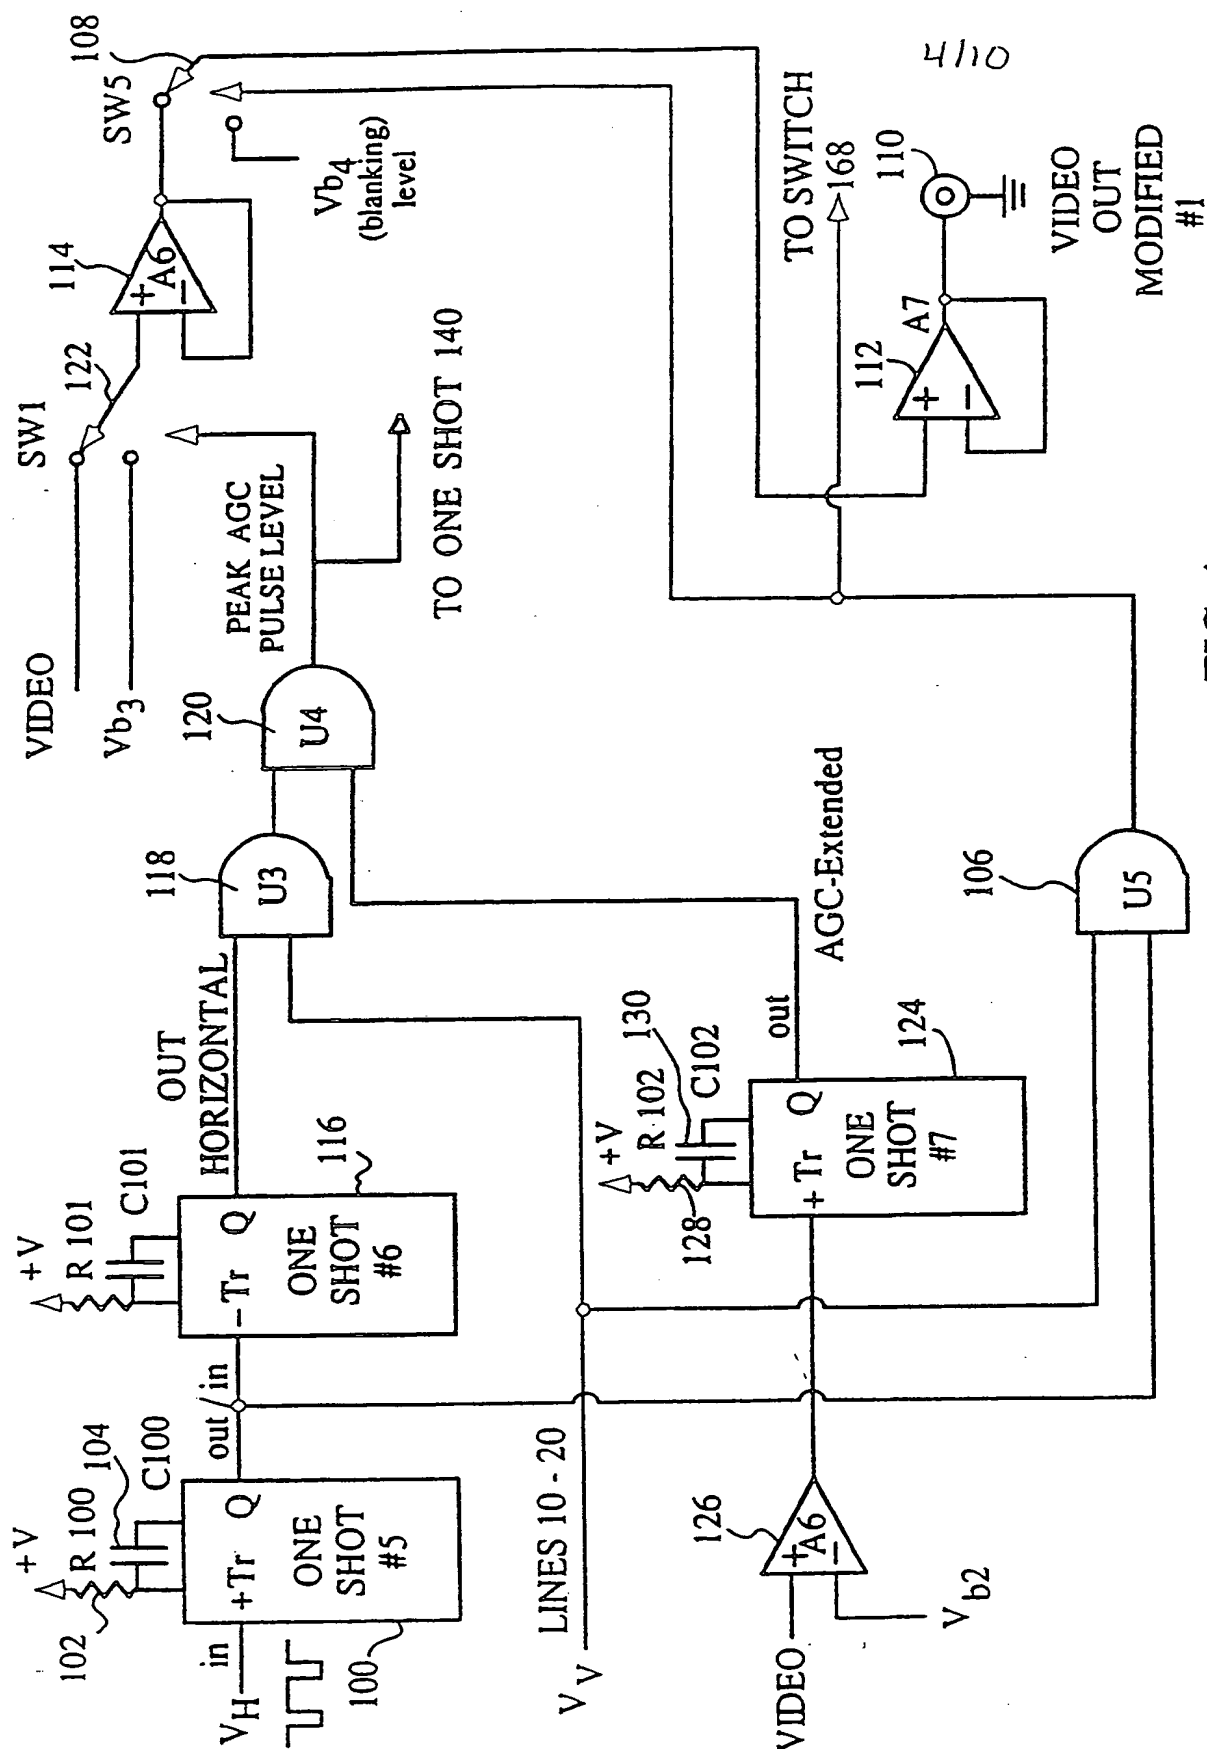 4/10
+V
R 100
104
C100
102
+Tr
Q
ONE
SHOT
#5
in
V_H
100
out
in
+V
R 101
C101
-Tr
Q
ONE
SHOT
#6
116
OUT
HORIZONTAL
118
U3
120
U4
PEAK AGC
PULSE LEVEL
TO ONE SHOT 140
VIDEO
Vb3
SW1
122
114
+
A6
-
SW5
108
Vb4
(blanking)
level
V_V
LINES 10 - 20
VIDEO
V_b2
126
+
A6
-
+V
128
R 102
130
C102
+ Tr
Q
ONE
SHOT
#7
124
out
AGC-Extended
106
U5
TO SWITCH
168
112
A7
+
-
110
VIDEO
OUT
MODIFIED
#1